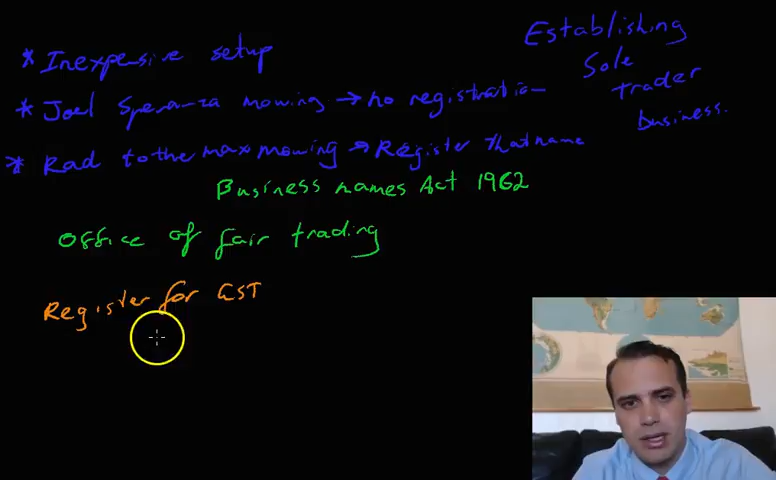 * Inexpensive setup
* Joel Speranza mowing → no registration
* Rad to the max mowing → Register that name
Business names Act 1962
Office of fair trading
Register for GST
Establishing
Sole
trader
business.